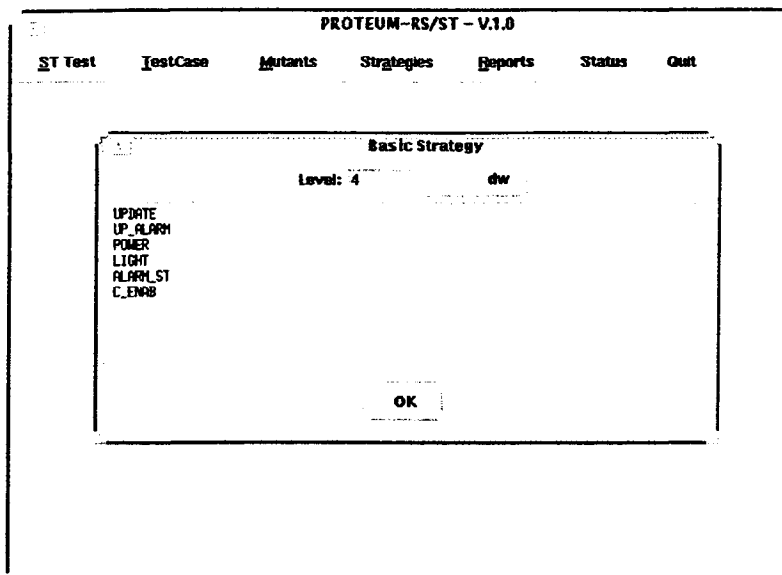 PROTEUM-RS/ST – V.1.0
ST Test TestCase Mutants Strategies Reports Status Quit
Basic Strategy
Level: 4 dw
UPDATE
UP_ALARM
POWER
LIGHT
ALARM_ST
C_ENAB
OK